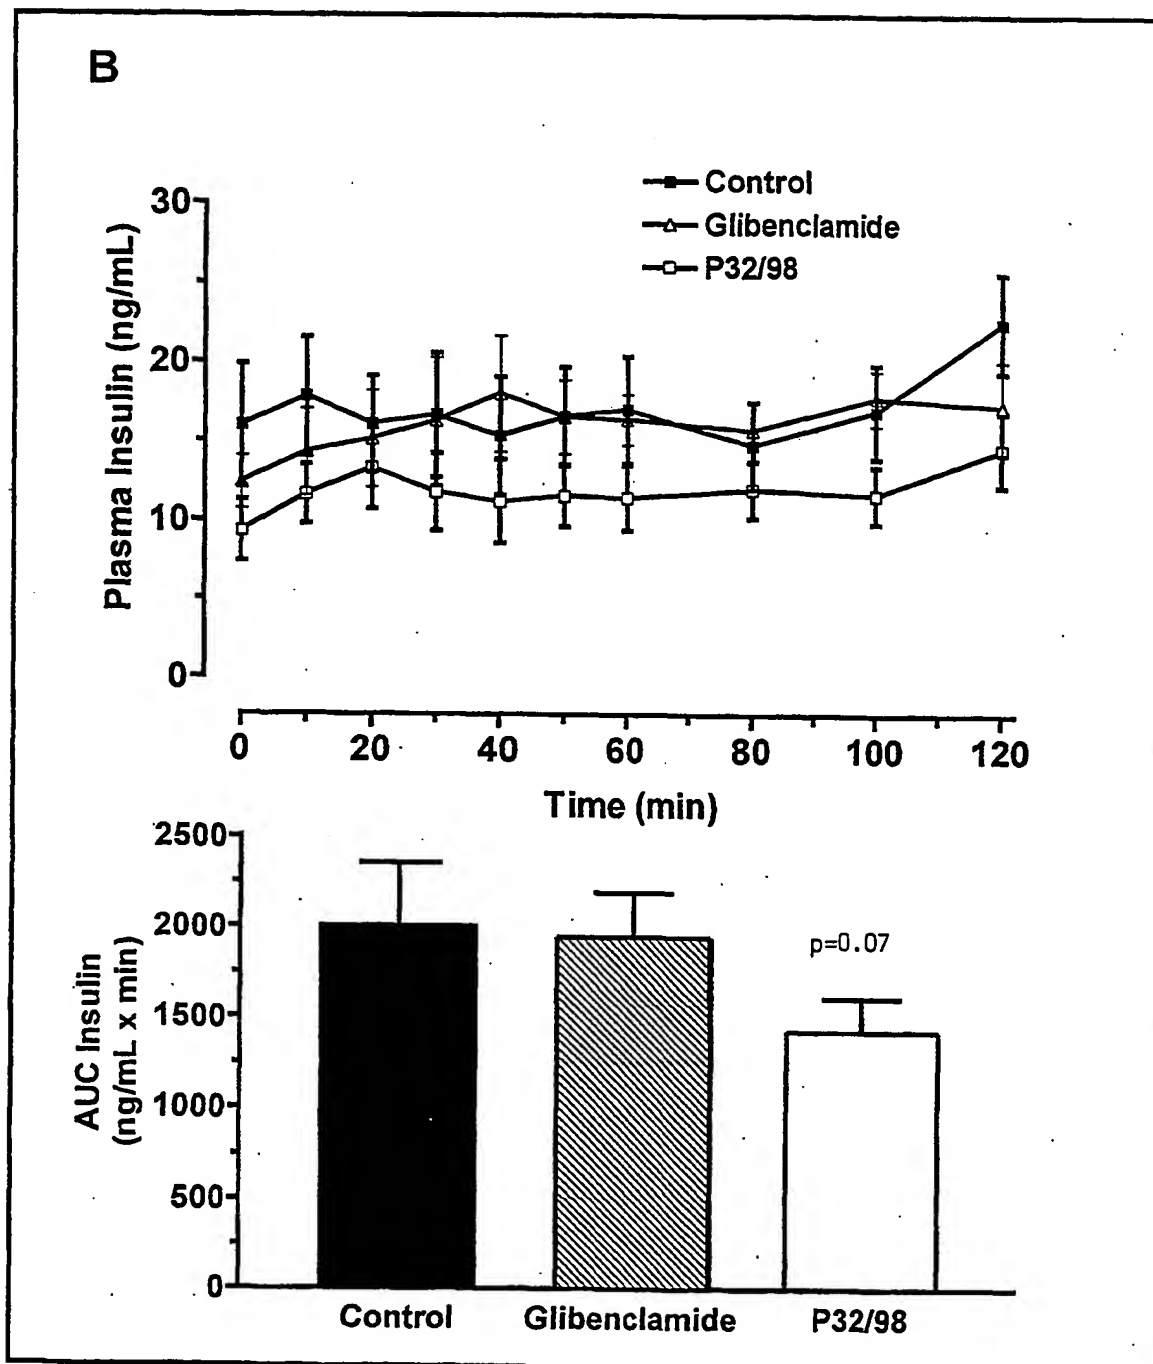 B
Control
Glibenclamide
P32/98
30
20
10
0
Plasma Insulin (ng/mL)
0 20 40 60 80 100 120
Time (min)
2500
2000
1500
1000
500
0
AUC Insulin
(ng/mL x min)
p=0.07
Control Glibenclamide P32/98